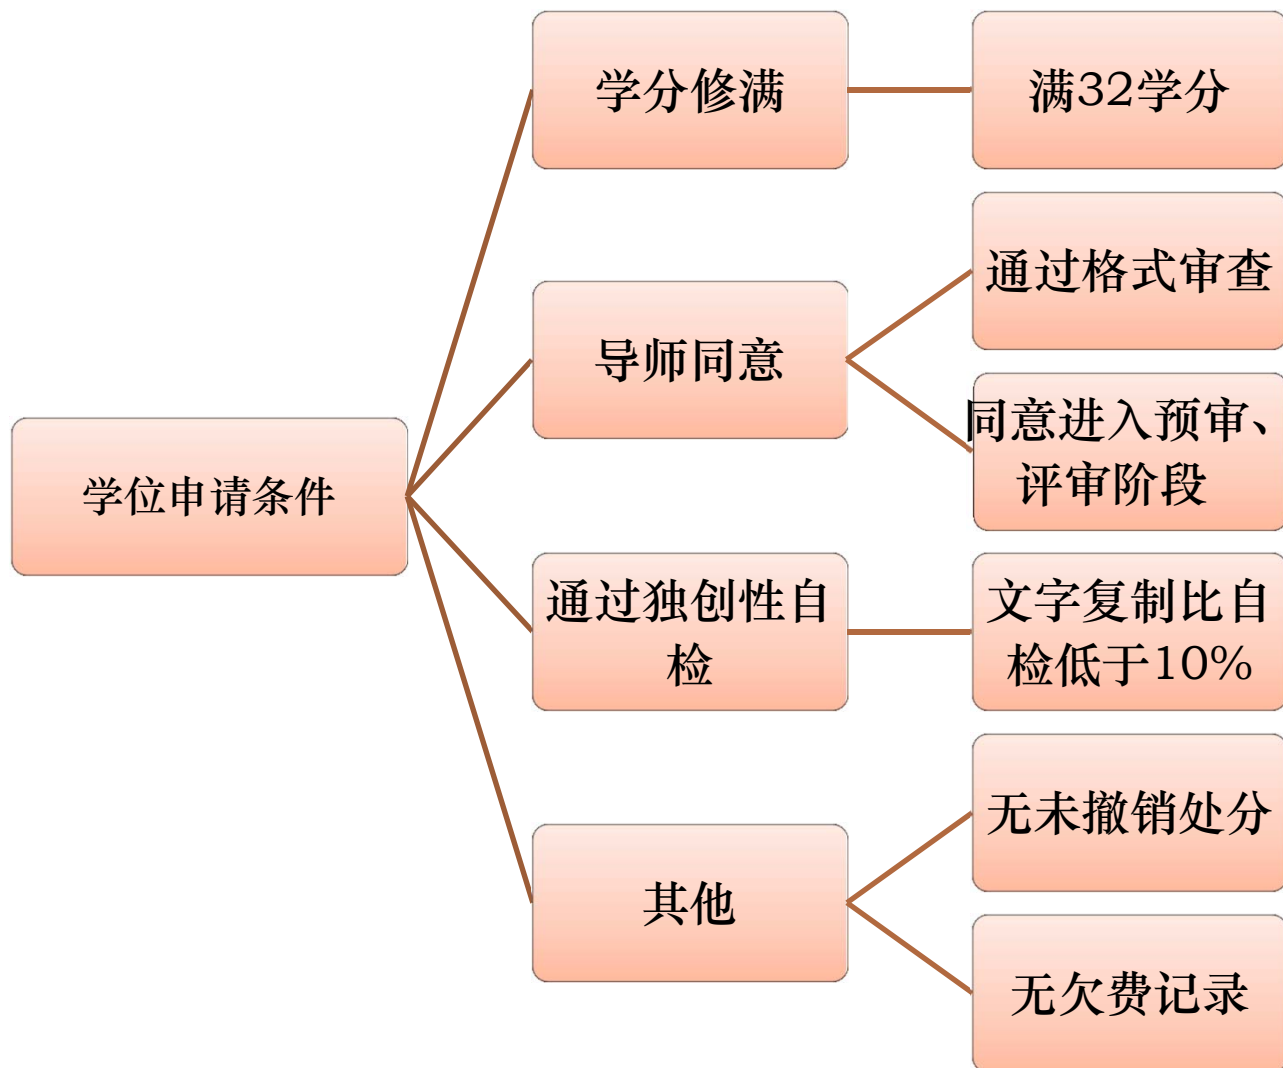 学位申请条件
学分修满
满32学分
导师同意
通过格式审查
同意进入预审、
评审阶段
通过独创性自
检
文字复制比自
检低于10%
其他
无未撤销处分
无欠费记录